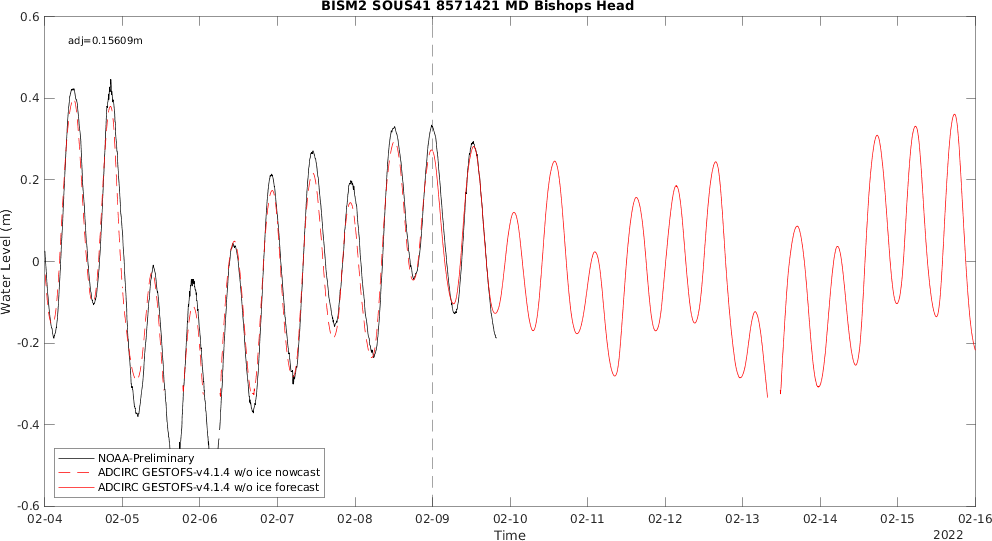 BISM2 SOUS41 8571421 MD Bishops Head
0.6
adj=0.15609m
0.4
0.2
0
-0.2
-0.4
-0.6
Water Level (m)
NOAA-Preliminary
ADCIRC GESTOFS-v4.1.4 w/o ice nowcast
ADCIRC GESTOFS-v4.1.4 w/o ice forecast
02-04 02-05 02-06 02-07 02-08 02-09 02-10 02-11 02-12 02-13 02-14 02-15 02-16
Time
2022